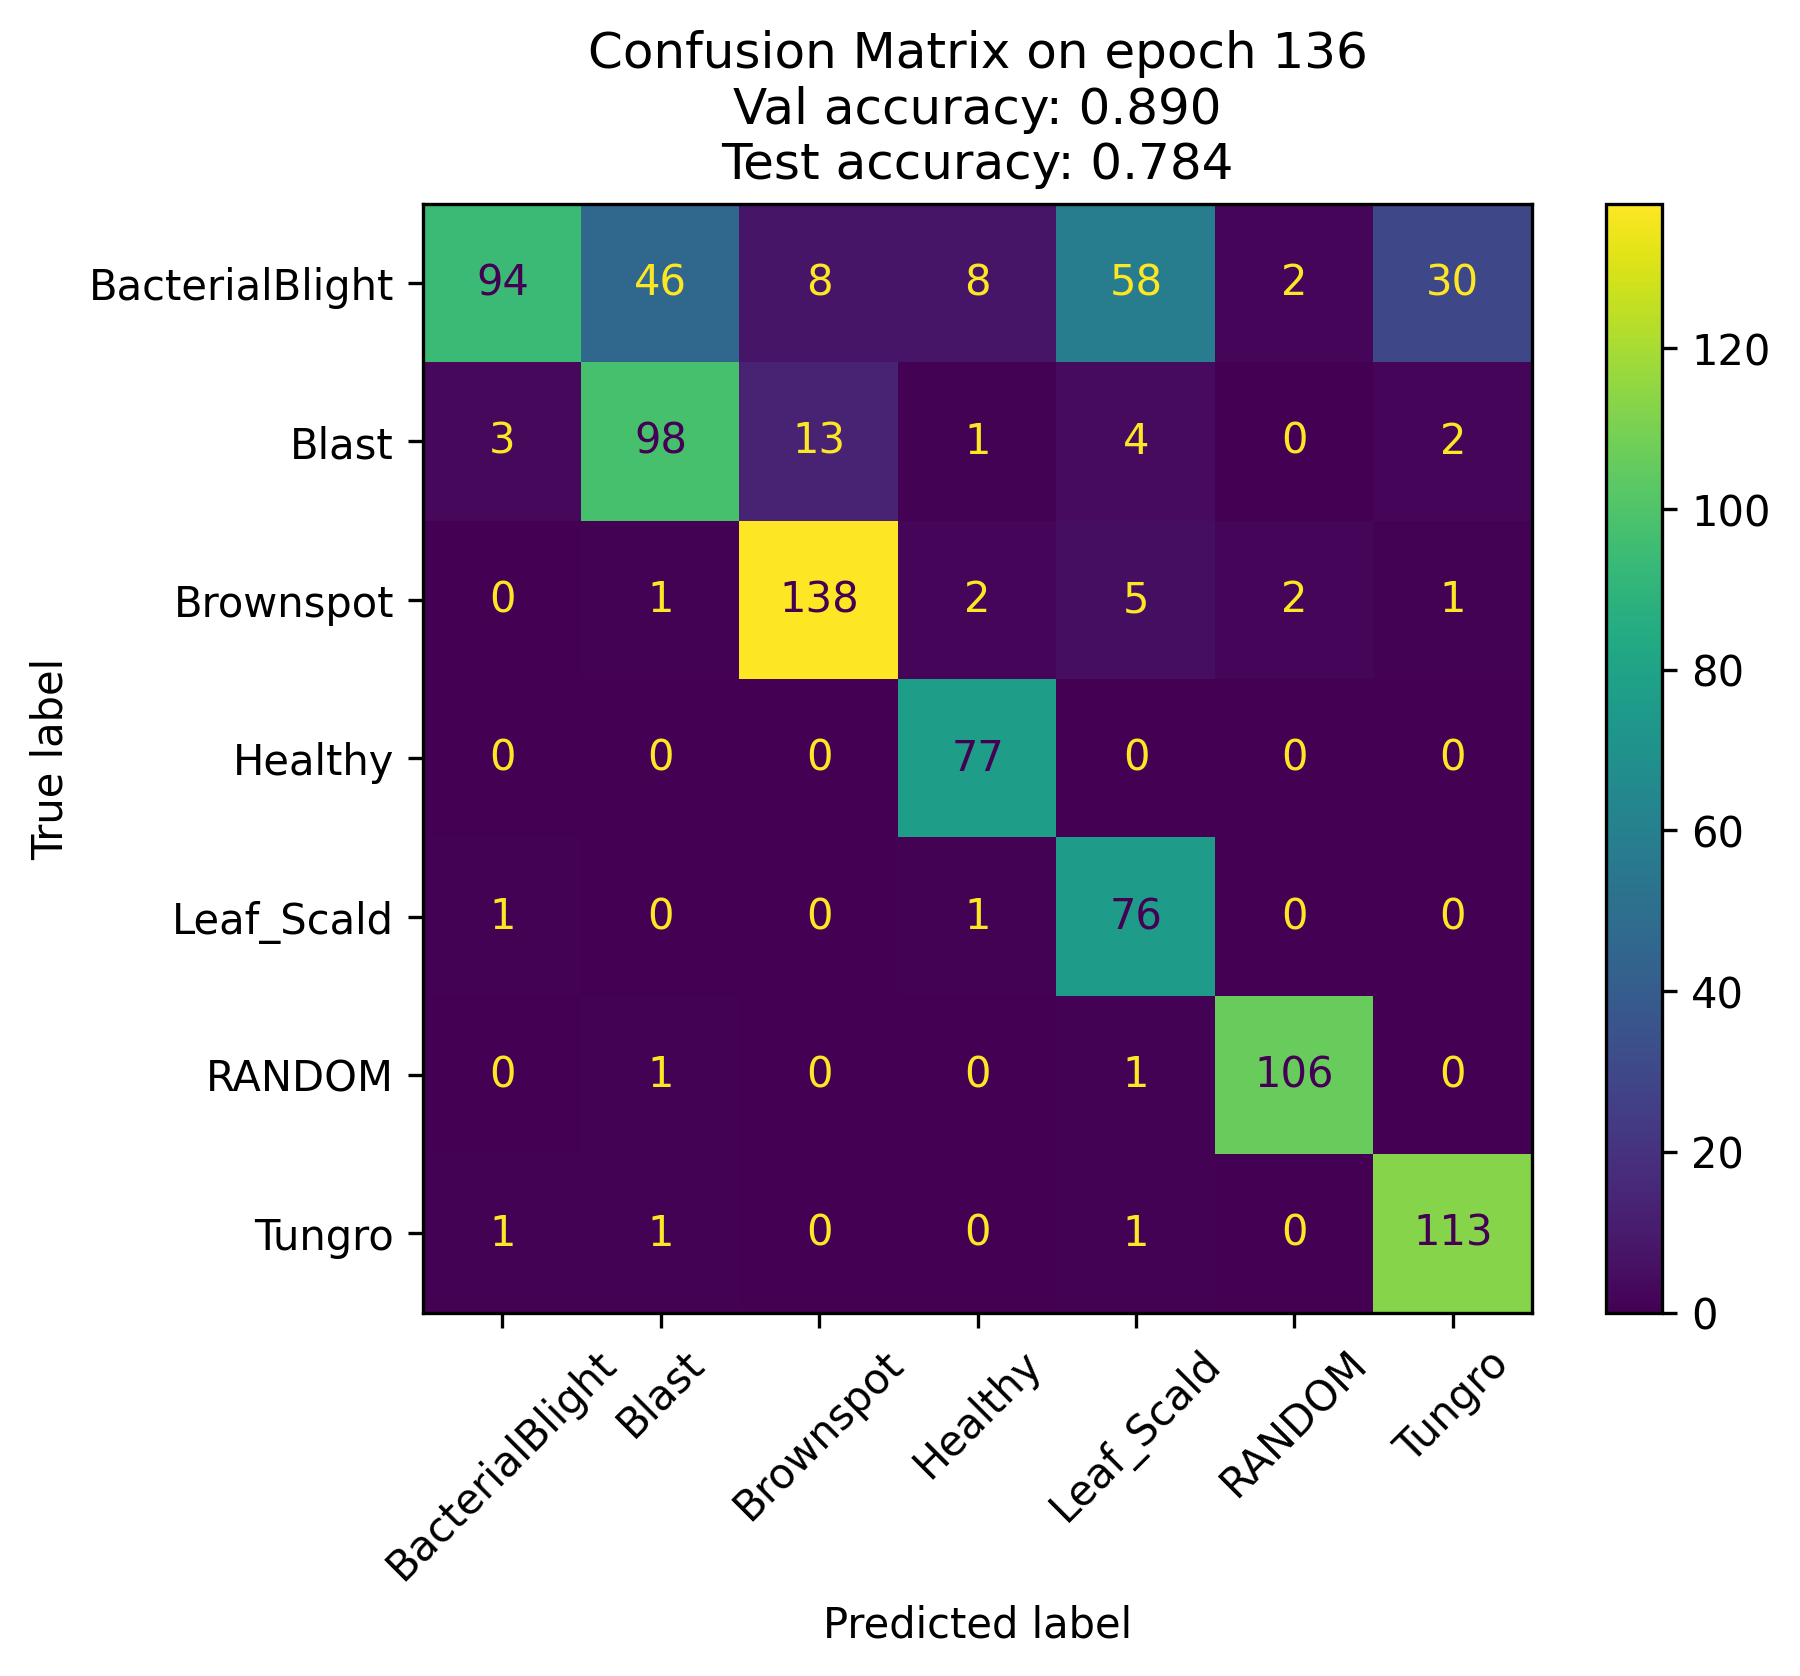 Confusion Matrix on epoch 136
Val accuracy: 0.890
Test accuracy: 0.784
True label
BacterialBlight 94 46 8 8 58 2 30
Blast 3 98 13 1 4 0 2
Brownspot 0 1 138 2 5 2 1
Healthy 0 0 0 77 0 0 0
Leaf_Scald 1 0 0 1 76 0 0
RANDOM 0 1 0 0 1 106 0
Tungro 1 1 0 0 1 0 113
BacterialBlight Blast Brownspot Healthy Leaf_Scald RANDOM Tungro
Predicted label
120
100
80
60
40
20
0